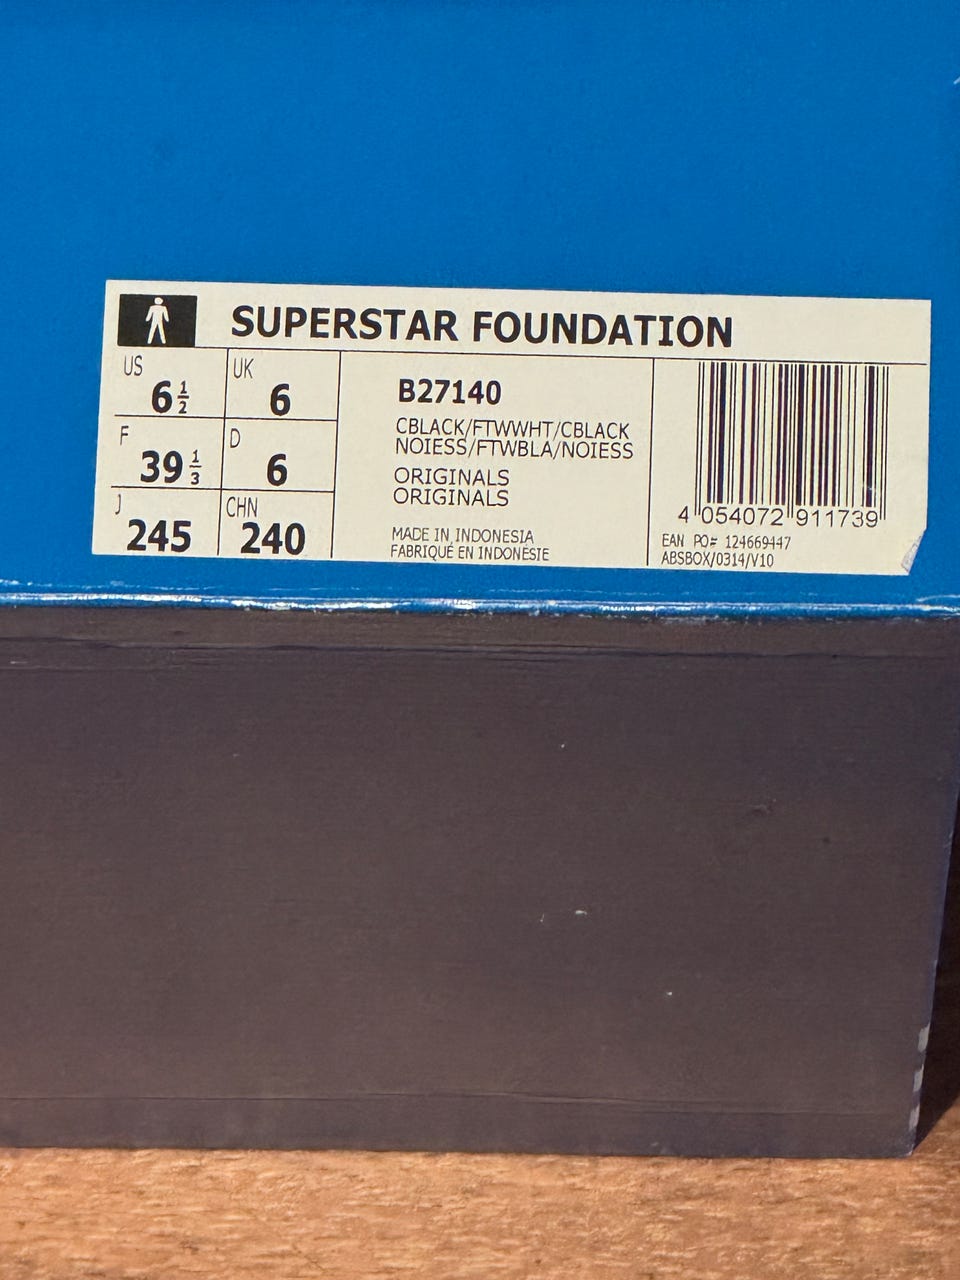 SUPERSTAR FOUNDATION
US
6 1/2
UK
6
F
39 1/3
D
6
J
245
CHN
240
B27140
CBLACK/FTWWHT/CBLACK
NOIESS/FTWBLA/NOIESS
ORIGINALS
ORIGINALS
MADE IN INDONESIA
FABRIQUÉ EN INDONÉSIE
4 054072 911739
EAN PO# 124669447
ABSBOX/0314/V10